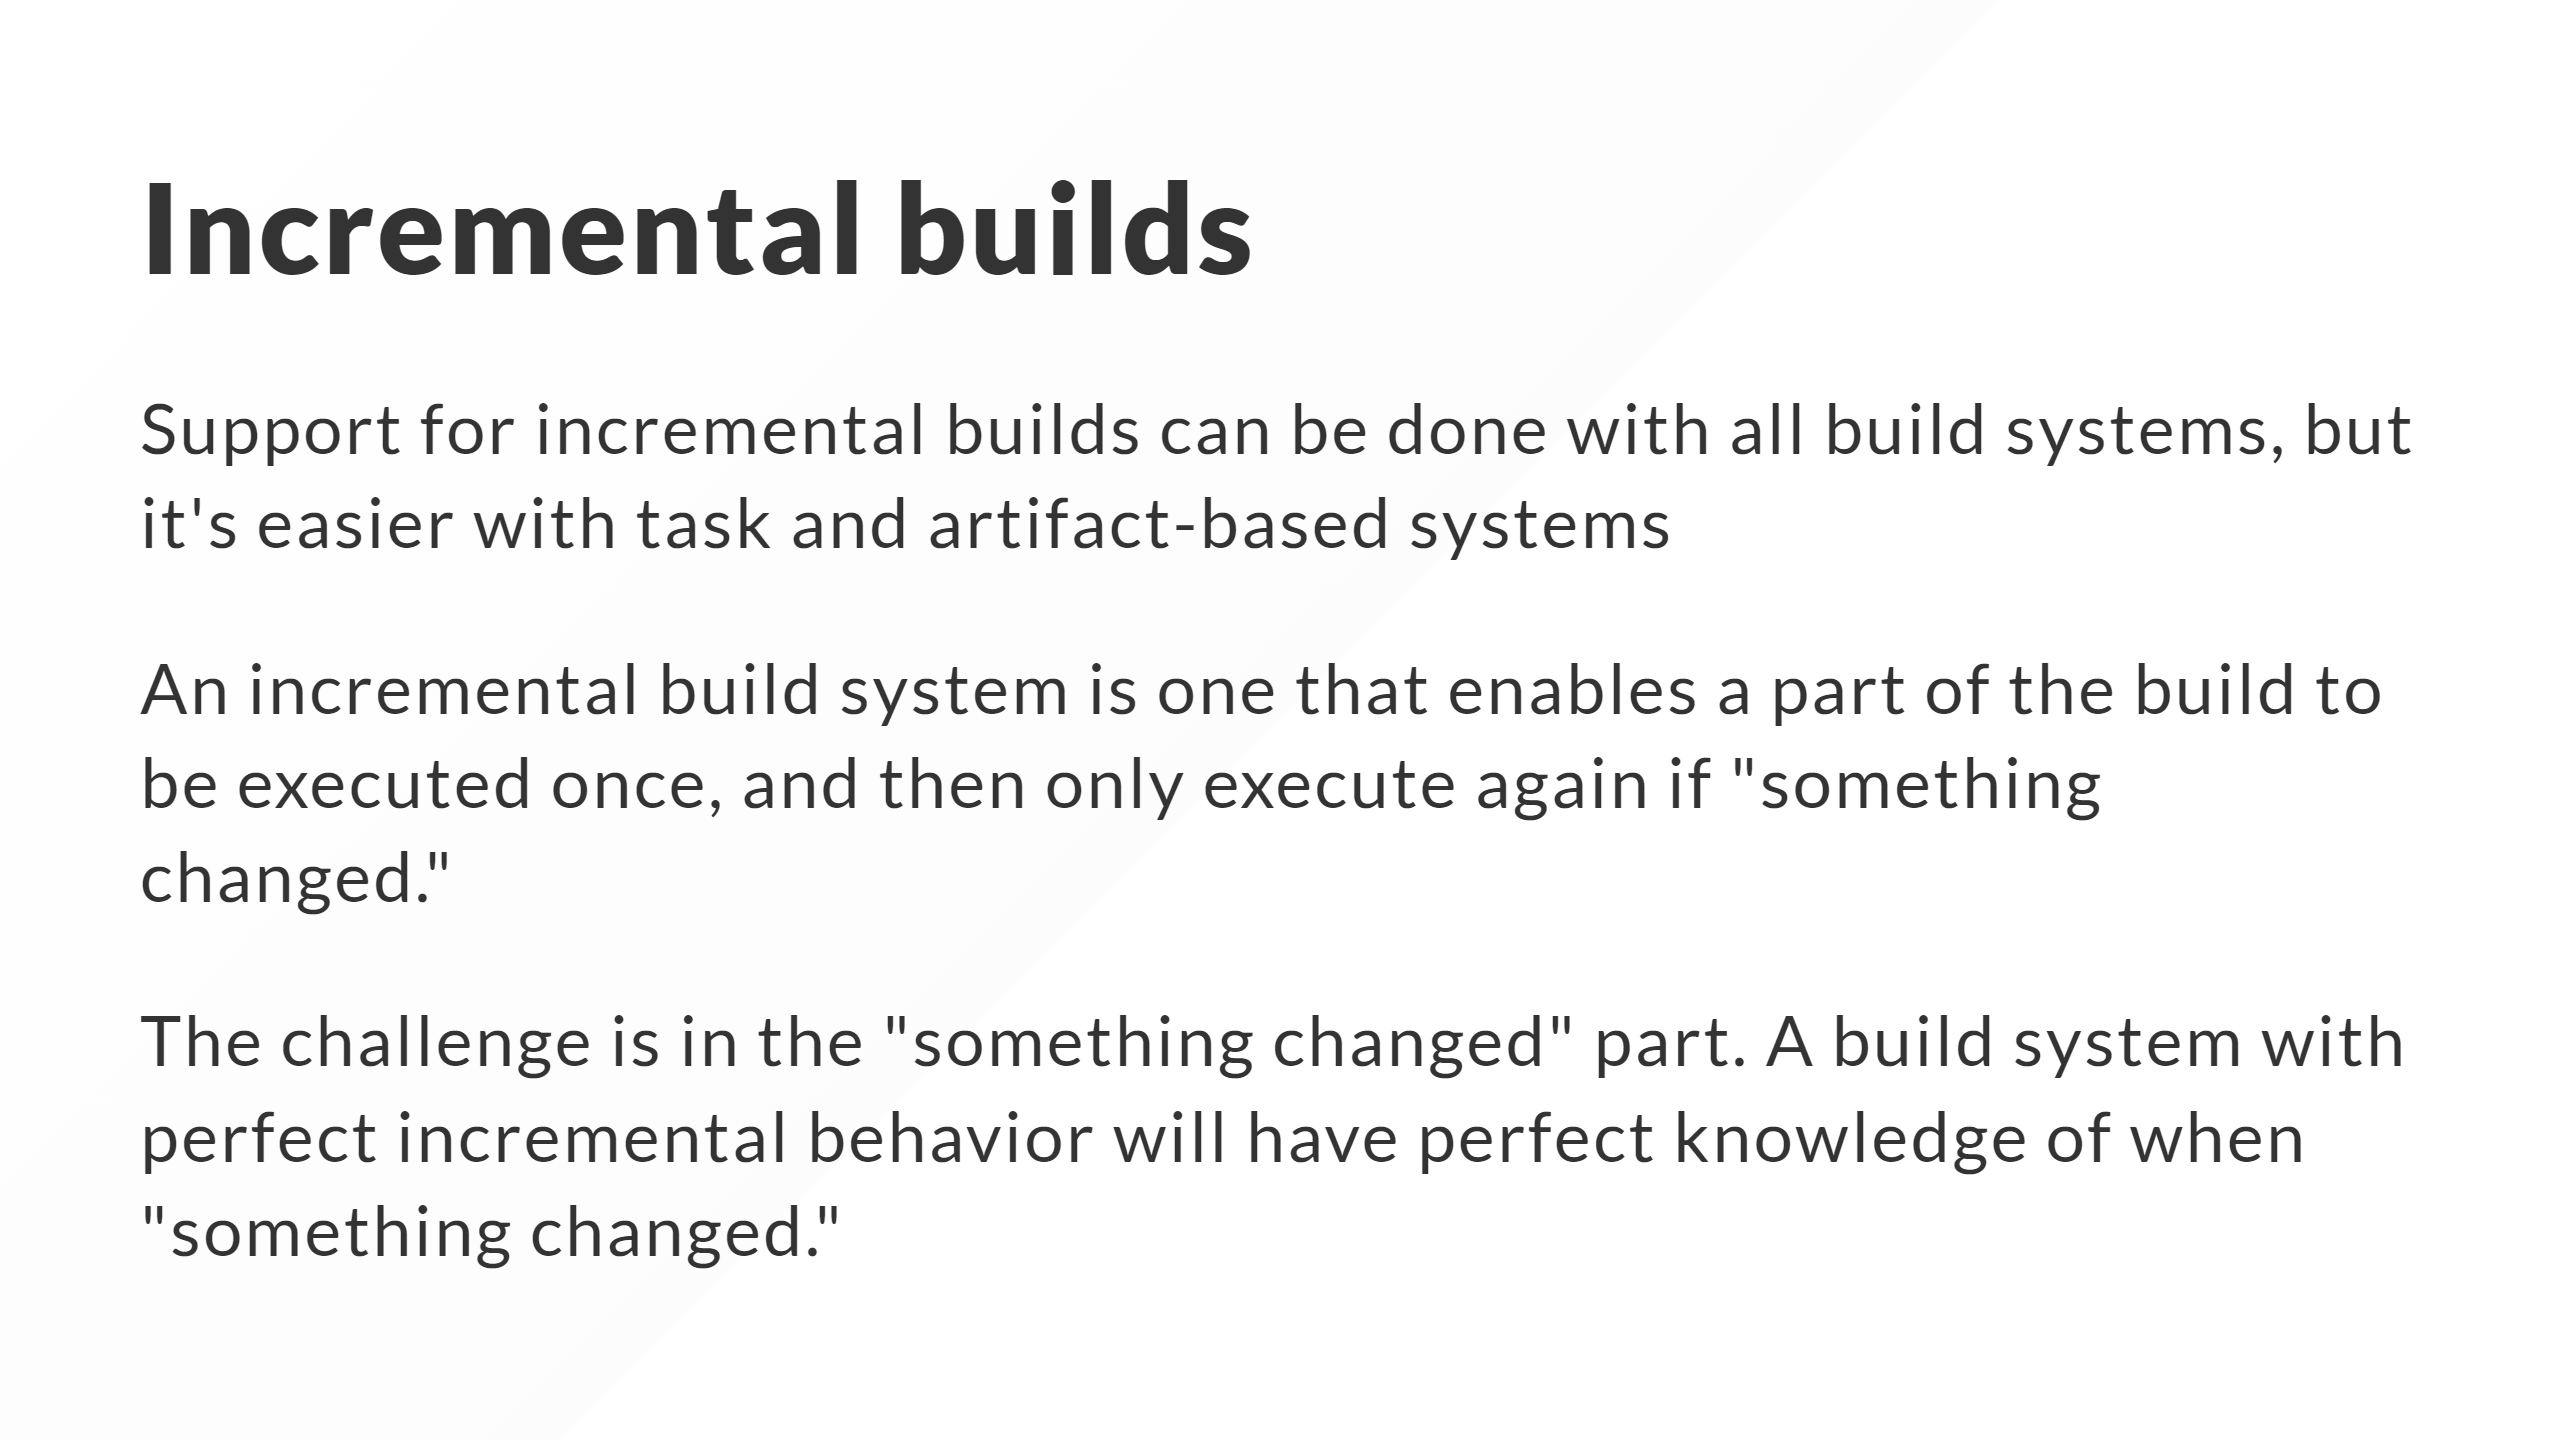 Incremental builds
Support for incremental builds can be done with all build systems, but
it's easier with task and artifact-based systems
An incremental build system is one that enables a part of the build to
be executed once, and then only execute again if "something
changed."
The challenge is in the "something changed" part. A build system with
perfect incremental behavior will have perfect knowledge of when
"something changed."